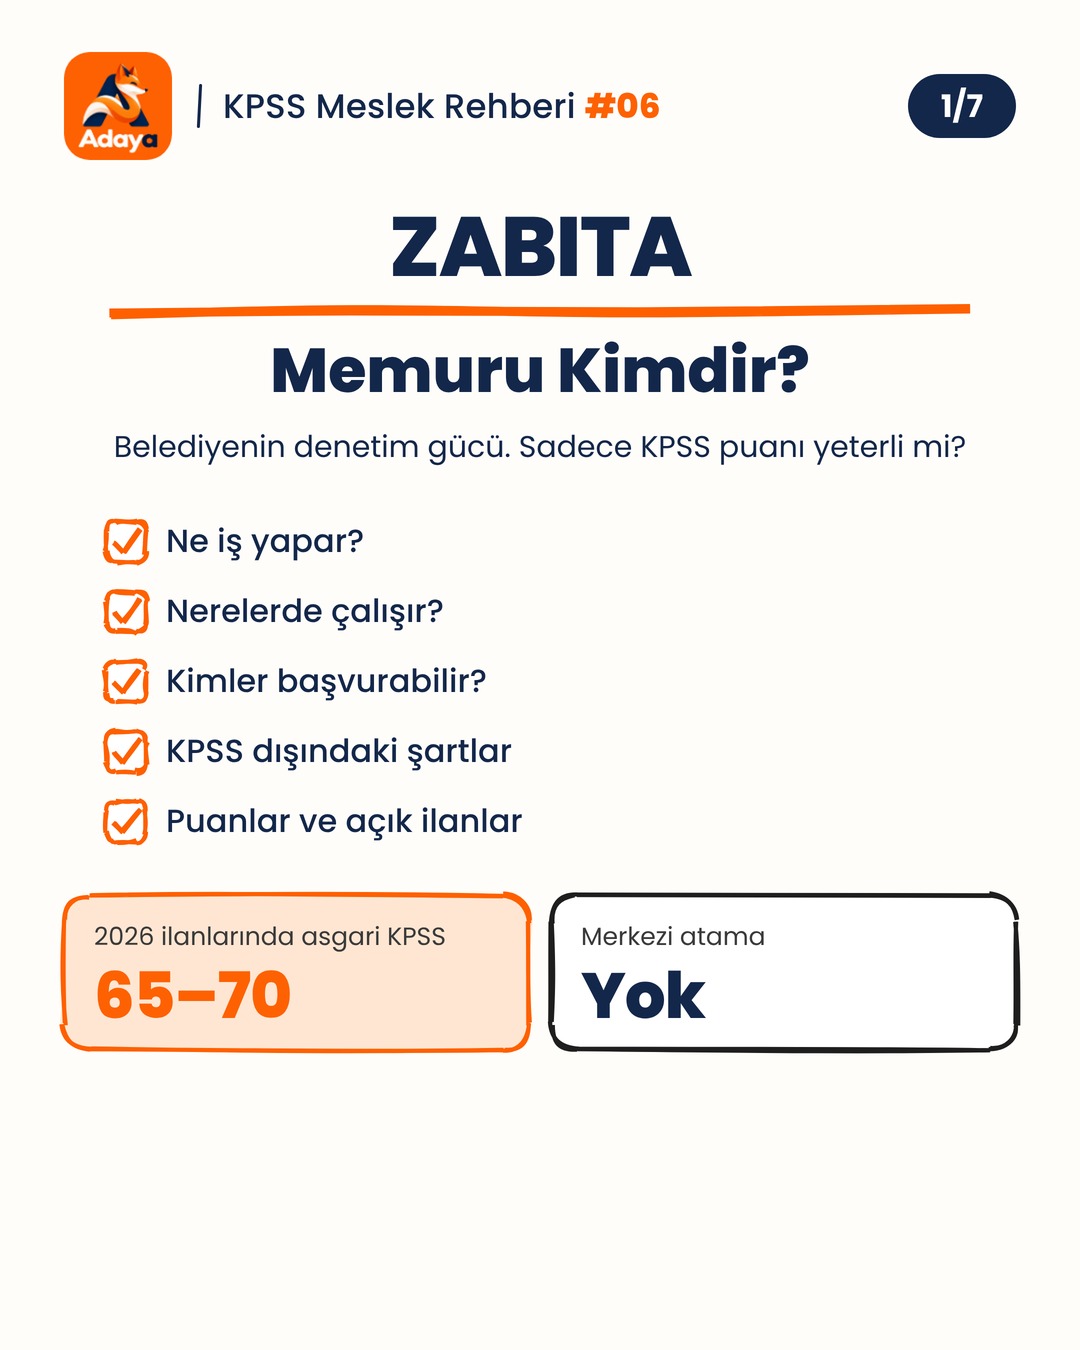 Adaya
KPSS Meslek Rehberi #06
1/7
ZABITA
Memuru Kimdir?
Belediyenin denetim gücü. Sadece KPSS puanı yeterli mi?
Ne iş yapar?
Nerelerde çalışır?
Kimler başvurabilir?
KPSS dışındaki şartlar
Puanlar ve açık ilanlar
2026 ilanlarında asgari KPSS
65–70
Merkezi atama
Yok